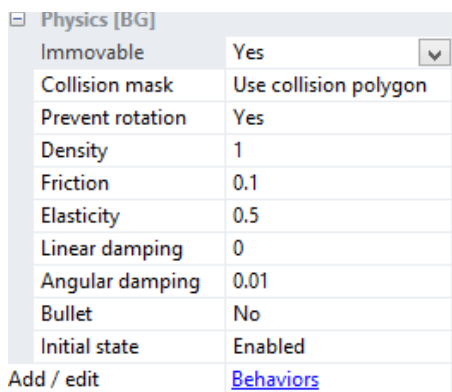 Physics [BG]
Immovable Yes
Collision mask Use collision polygon
Prevent rotation Yes
Density 1
Friction 0.1
Elasticity 0.5
Linear damping 0
Angular damping 0.01
Bullet No
Initial state Enabled
Add / edit Behaviors